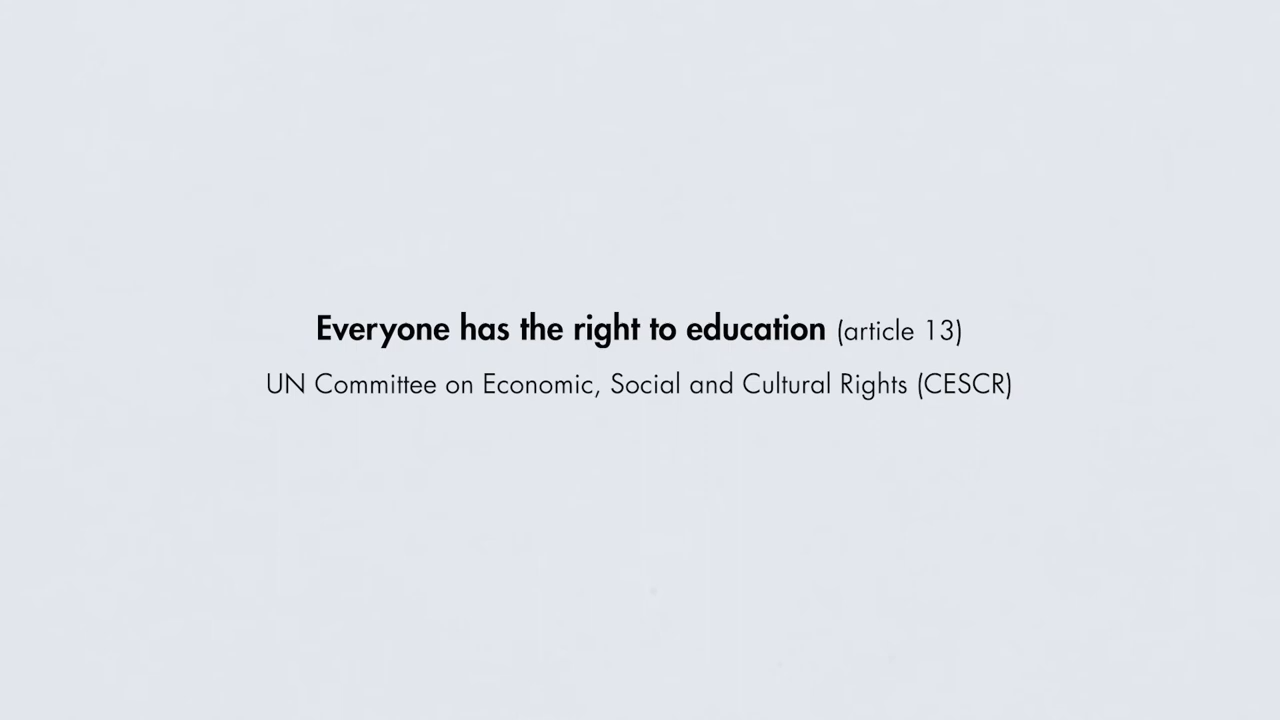 Everyone has the right to education (article 13)
UN Committee on Economic, Social and Cultural Rights (CESCR)